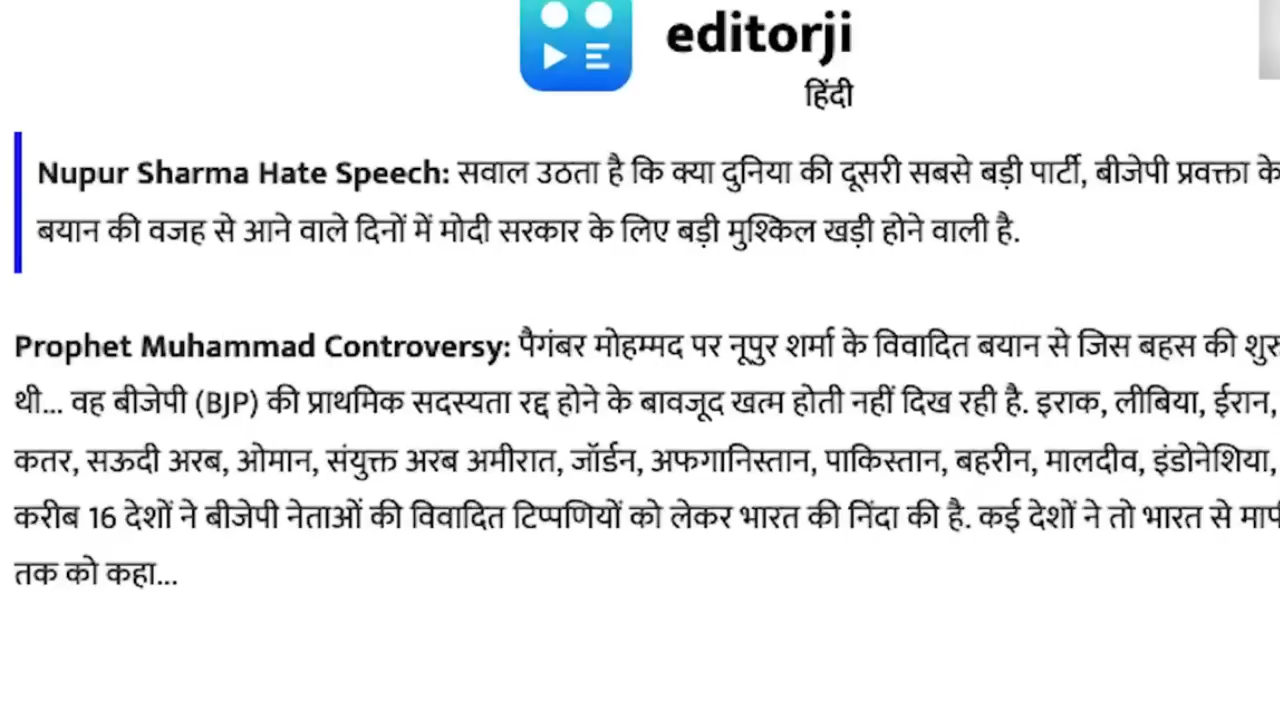 editorji
हिंदी
Nupur Sharma Hate Speech: सवाल उठता है कि क्या दुनिया की दूसरी सबसे बड़ी पार्टी, बीजेपी प्रवक्ता के
बयान की वजह से आने वाले दिनों में मोदी सरकार के लिए बड़ी मुश्किल खड़ी होने वाली है.
Prophet Muhammad Controversy: पैगंबर मोहम्मद पर नूपुर शर्मा के विवादित बयान से जिस बहस की
थी... वह बीजेपी (BJP) की प्राथमिक सदस्यता रद्द होने के बावजूद खत्म होती नहीं दिख रही है. इराक, लीबिया, ईरान,
कतर, सऊदी अरब, ओमान, संयुक्त अरब अमीरात, जॉर्डन, अफगानिस्तान, पाकिस्तान, बहरीन, मालदीव, इंडोनेशिया,
करीब 16 देशों ने बीजेपी नेताओं की विवादित टिप्पणियों को लेकर भारत की निंदा की है. कई देशों ने तो भारत से
तक को कहा...